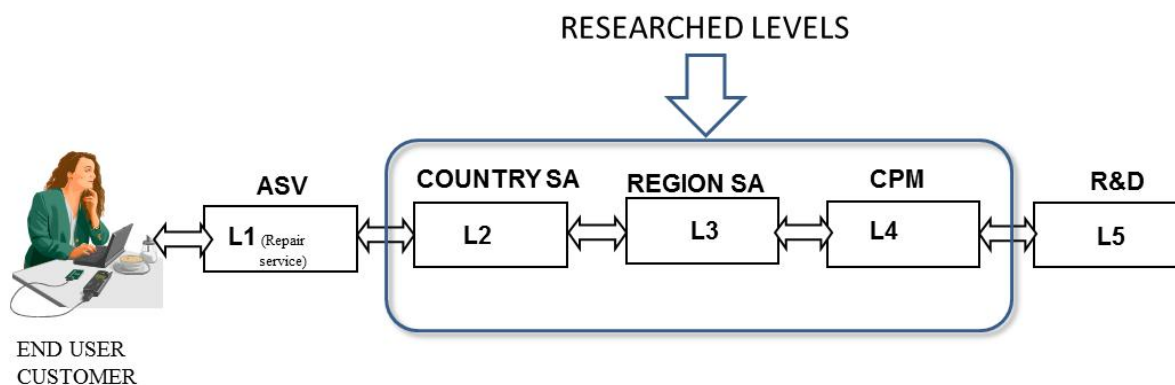 RESEARCHED LEVELS
ASV
COUNTRY SA
REGION SA
CPM
R&D
L1 (Repair
service)
L2
L3
L4
L5
END USER
CUSTOMER